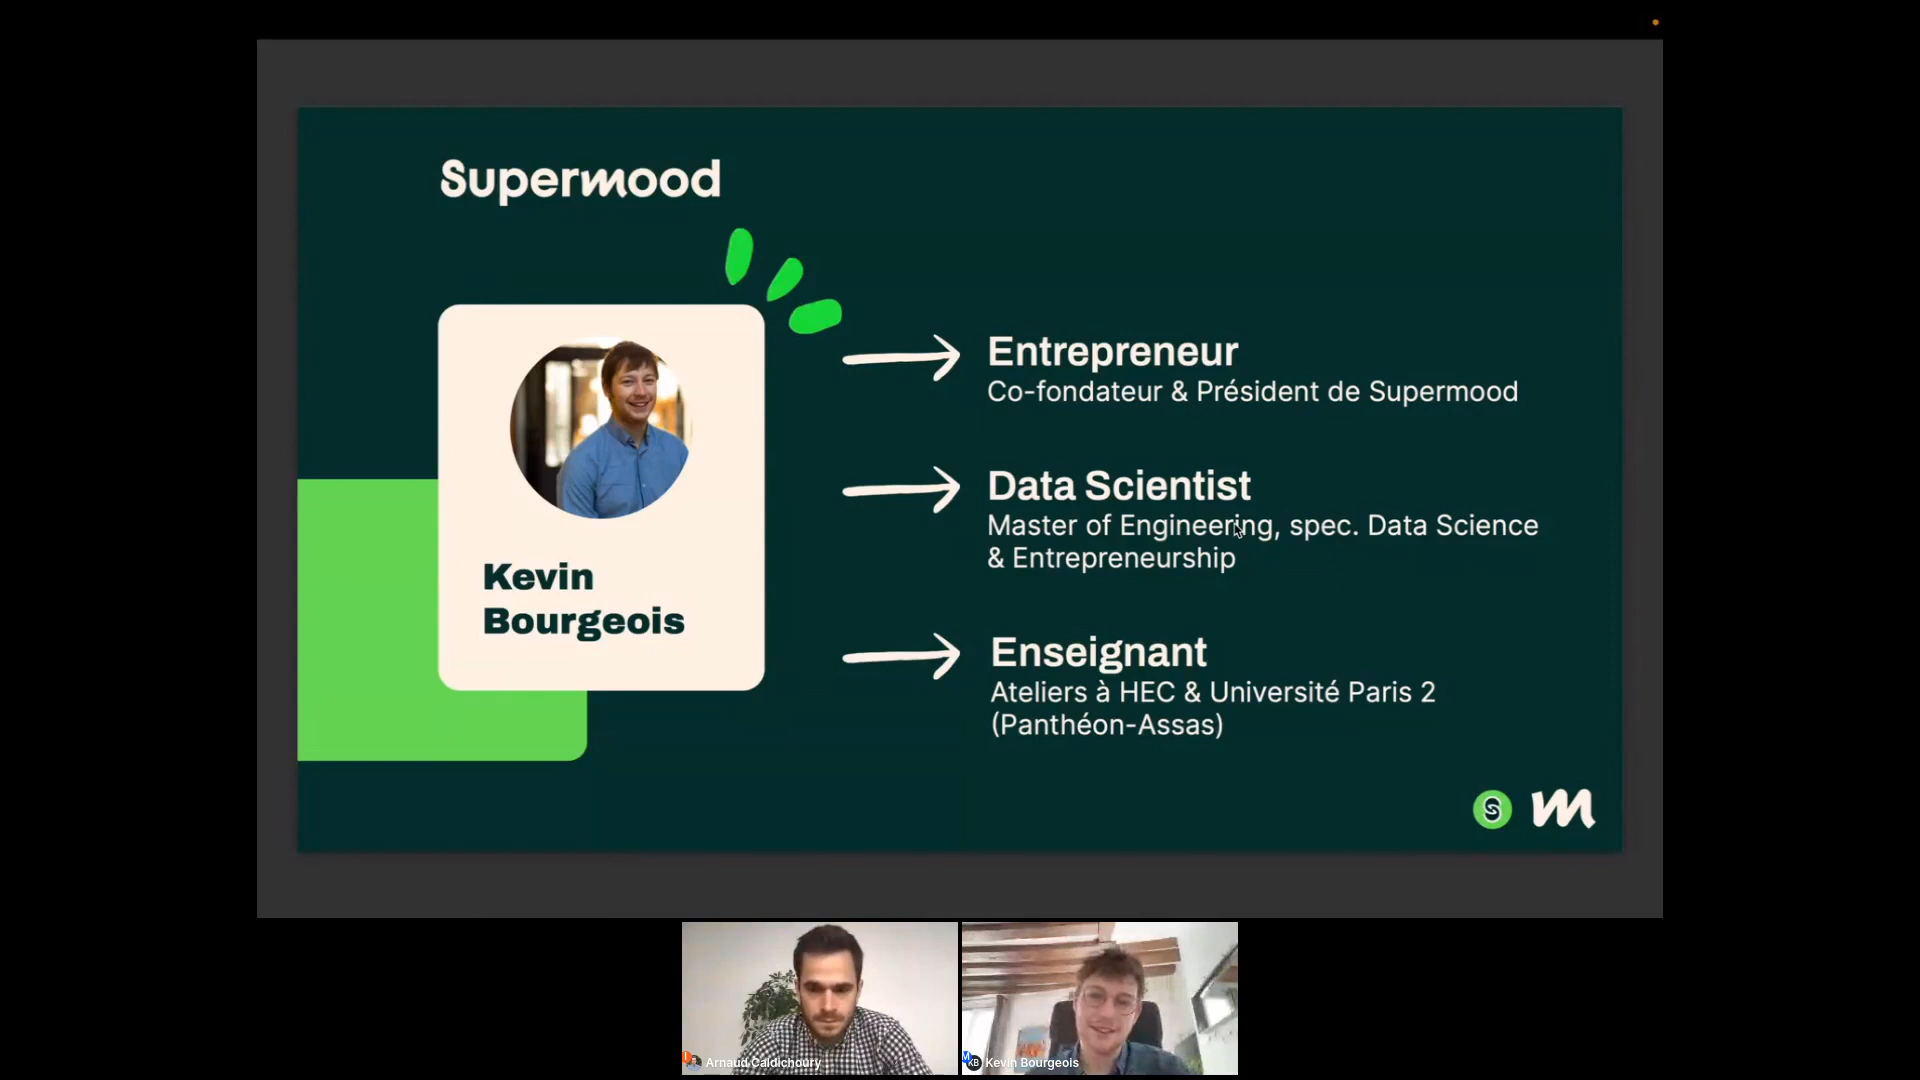 Supermood
Kevin
Bourgeois
Entrepreneur
Co-fondateur & Président de Supermood
Data Scientist
Master of Engineering, spec. Data Science
& Entrepreneurship
Enseignant
Ateliers à HEC & Université Paris 2
(Panthéon-Assas)
S m
Arnaud Caldichoury
KB Kevin Bourgeois